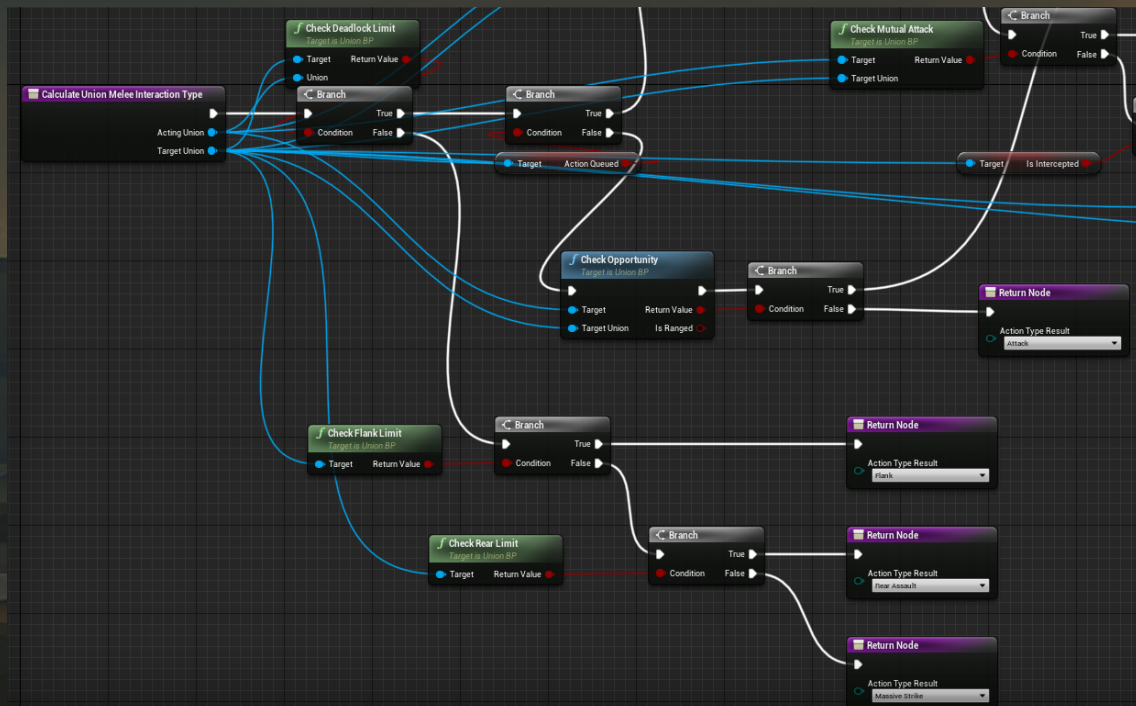 Calculate Union Melee Interaction Type
Acting Union
Target Union
Check Deadlock Limit
Target is Union BP
Target Return Value
Union
Branch
True
Condition False
Branch
True
Condition False
Target Action Queued
Check Mutual Attack
Target is Union BP
Target Return Value
Target Union
Branch
True
Condition False
Target Is Intercepted
Check Opportunity
Target is Union BP
Target Return Value
Target Union Is Ranged
Branch
True
Condition False
Return Node
Action Type Result
Attack
Check Flank Limit
Target is Union BP
Target Return Value
Branch
True
Condition False
Return Node
Action Type Result
Flank
Check Rear Limit
Target is Union BP
Target Return Value
Branch
True
Condition False
Return Node
Action Type Result
Rear Assault
Return Node
Action Type Result
Massive Strike